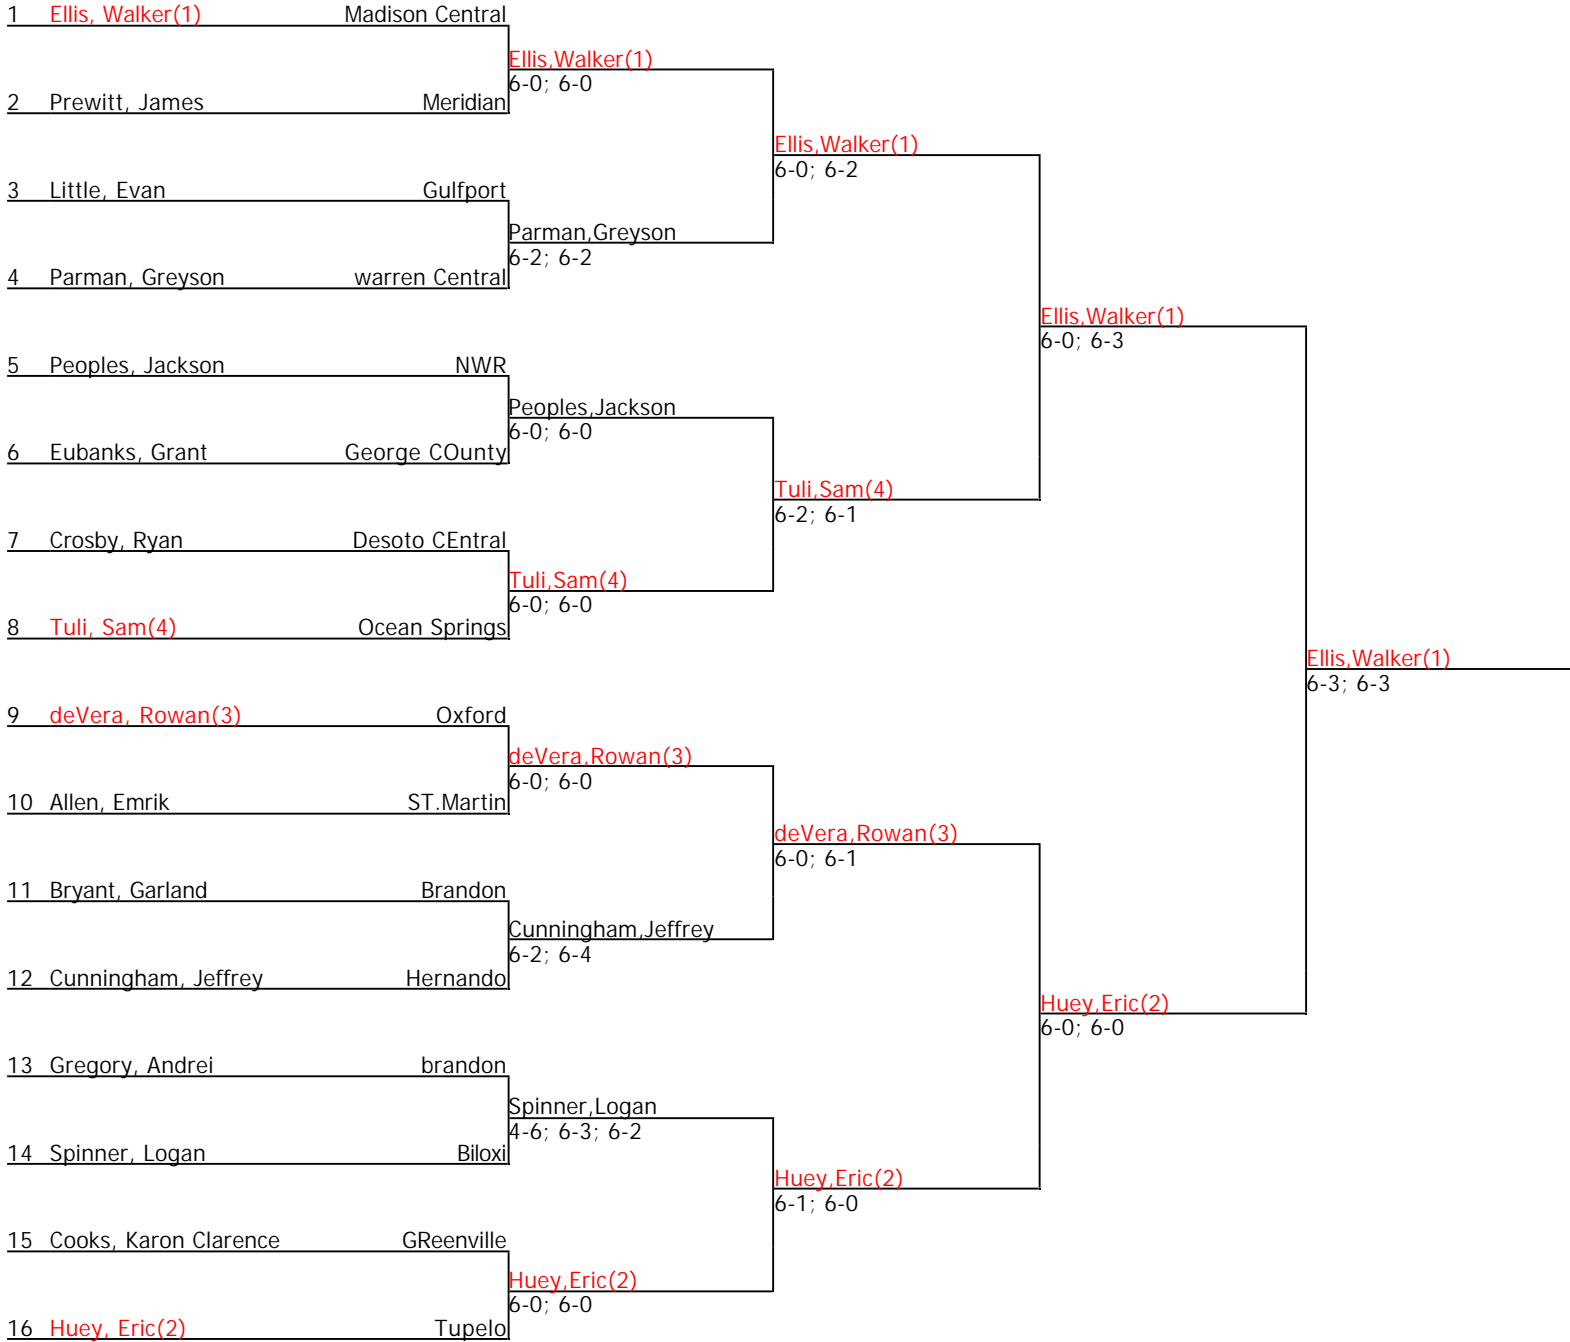 1 Ellis, Walker(1) Madison Central
Ellis,Walker(1)
6-0; 6-0
2 Prewitt, James Meridian
Ellis,Walker(1)
6-0; 6-2
3 Little, Evan Gulfport
Parman,Greyson
6-2; 6-2
4 Parman, Greyson warren Central
Ellis,Walker(1)
6-0; 6-3
5 Peoples, Jackson NWR
Peoples,Jackson
6-0; 6-0
6 Eubanks, Grant George COunty
Tuli,Sam(4)
6-2; 6-1
7 Crosby, Ryan Desoto CEntral
Tuli,Sam(4)
6-0; 6-0
8 Tuli, Sam(4) Ocean Springs
Ellis,Walker(1)
6-3; 6-3
9 deVera, Rowan(3) Oxford
deVera,Rowan(3)
6-0; 6-0
10 Allen, Emrik ST.Martin
deVera,Rowan(3)
6-0; 6-1
11 Bryant, Garland Brandon
Cunningham,Jeffrey
6-2; 6-4
12 Cunningham, Jeffrey Hernando
Huey,Eric(2)
6-0; 6-0
13 Gregory, Andrei brandon
Spinner,Logan
4-6; 6-3; 6-2
14 Spinner, Logan Biloxi
Huey,Eric(2)
6-1; 6-0
15 Cooks, Karon Clarence GReenville
Huey,Eric(2)
6-0; 6-0
16 Huey, Eric(2) Tupelo